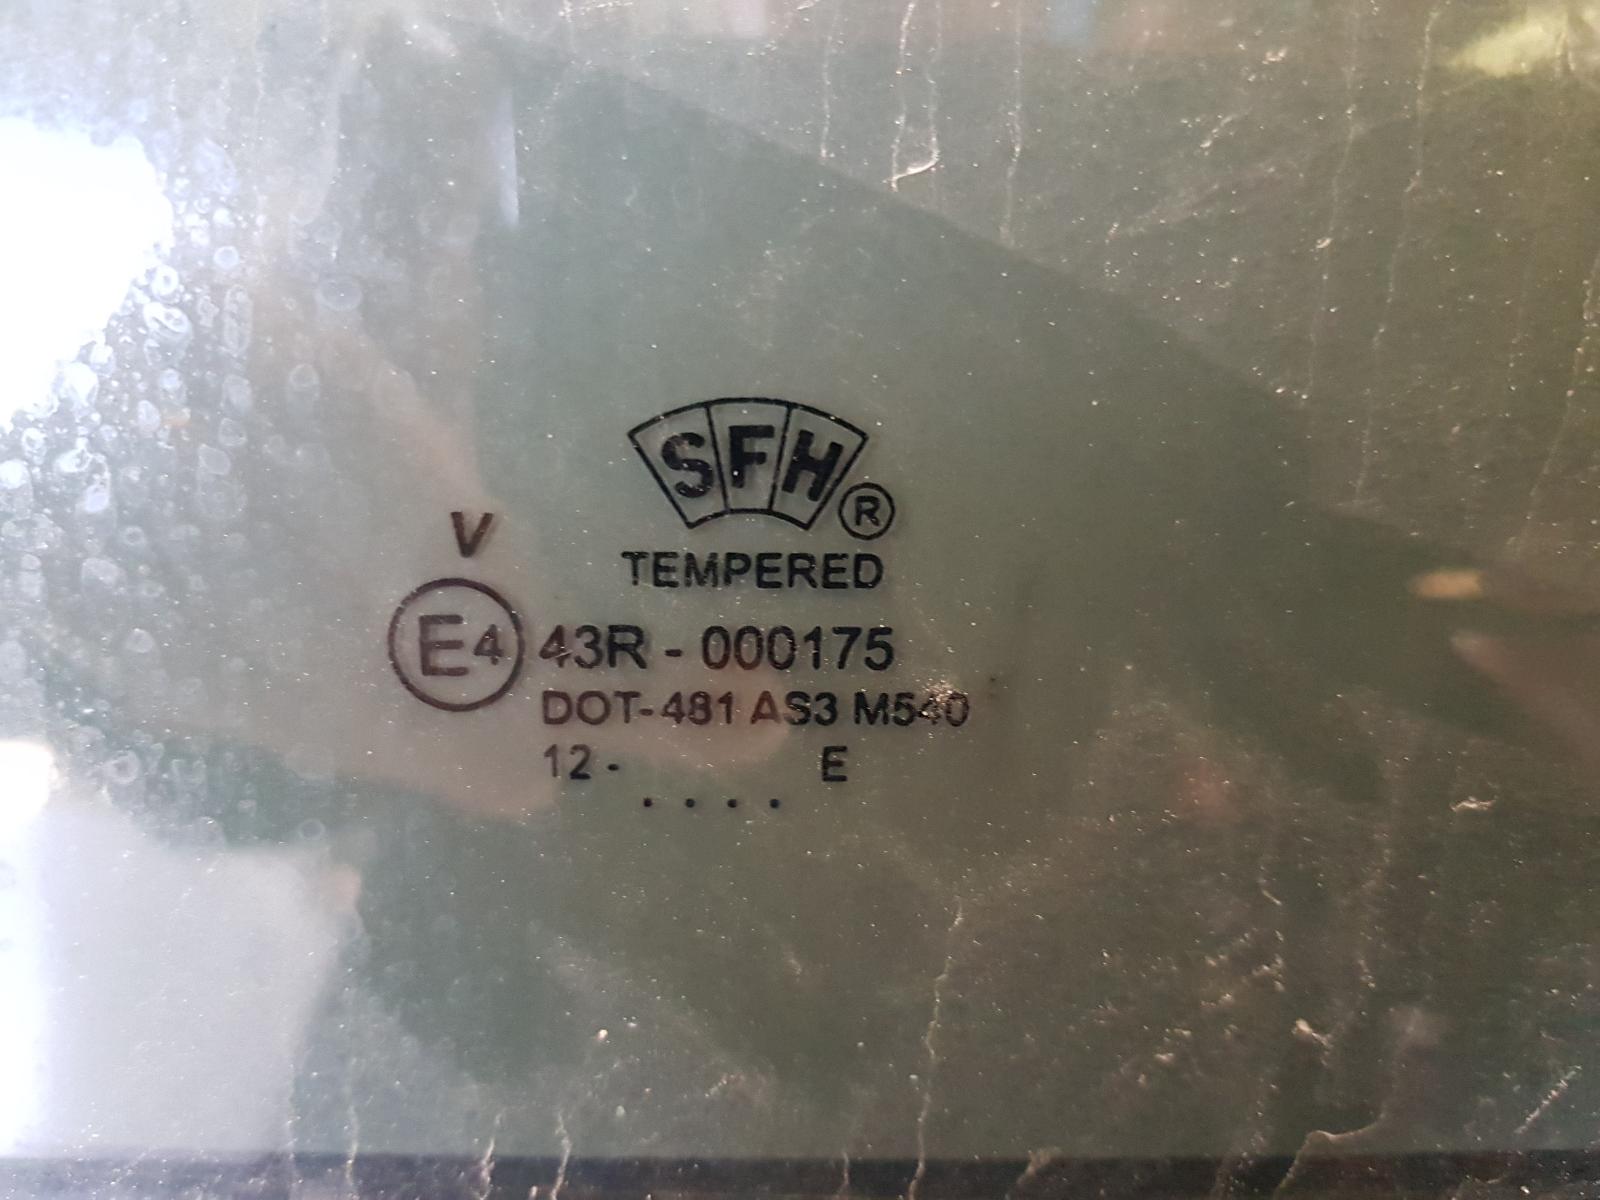 SFH®
TEMPERED
V
E4 43R - 000175
DOT-481 AS3 M540
12 - E
. . . .